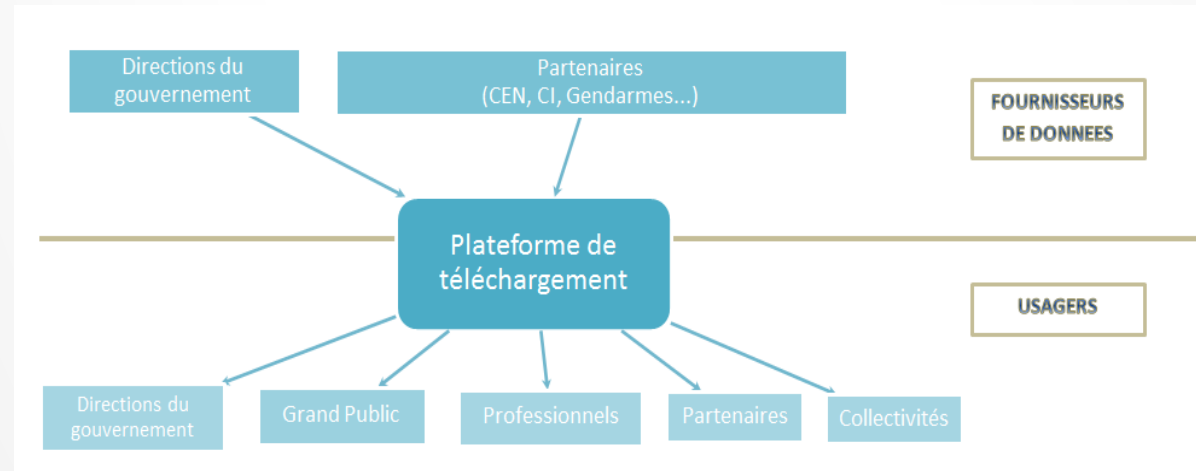 Directions du
gouvernement
Partenaires
(CEN, CI, Gendarmes...)
FOURNISSEURS
DE DONNEES
Plateforme de
téléchargement
USAGERS
Directions du
gouvernement
Grand Public
Professionnels
Partenaires
Collectivités